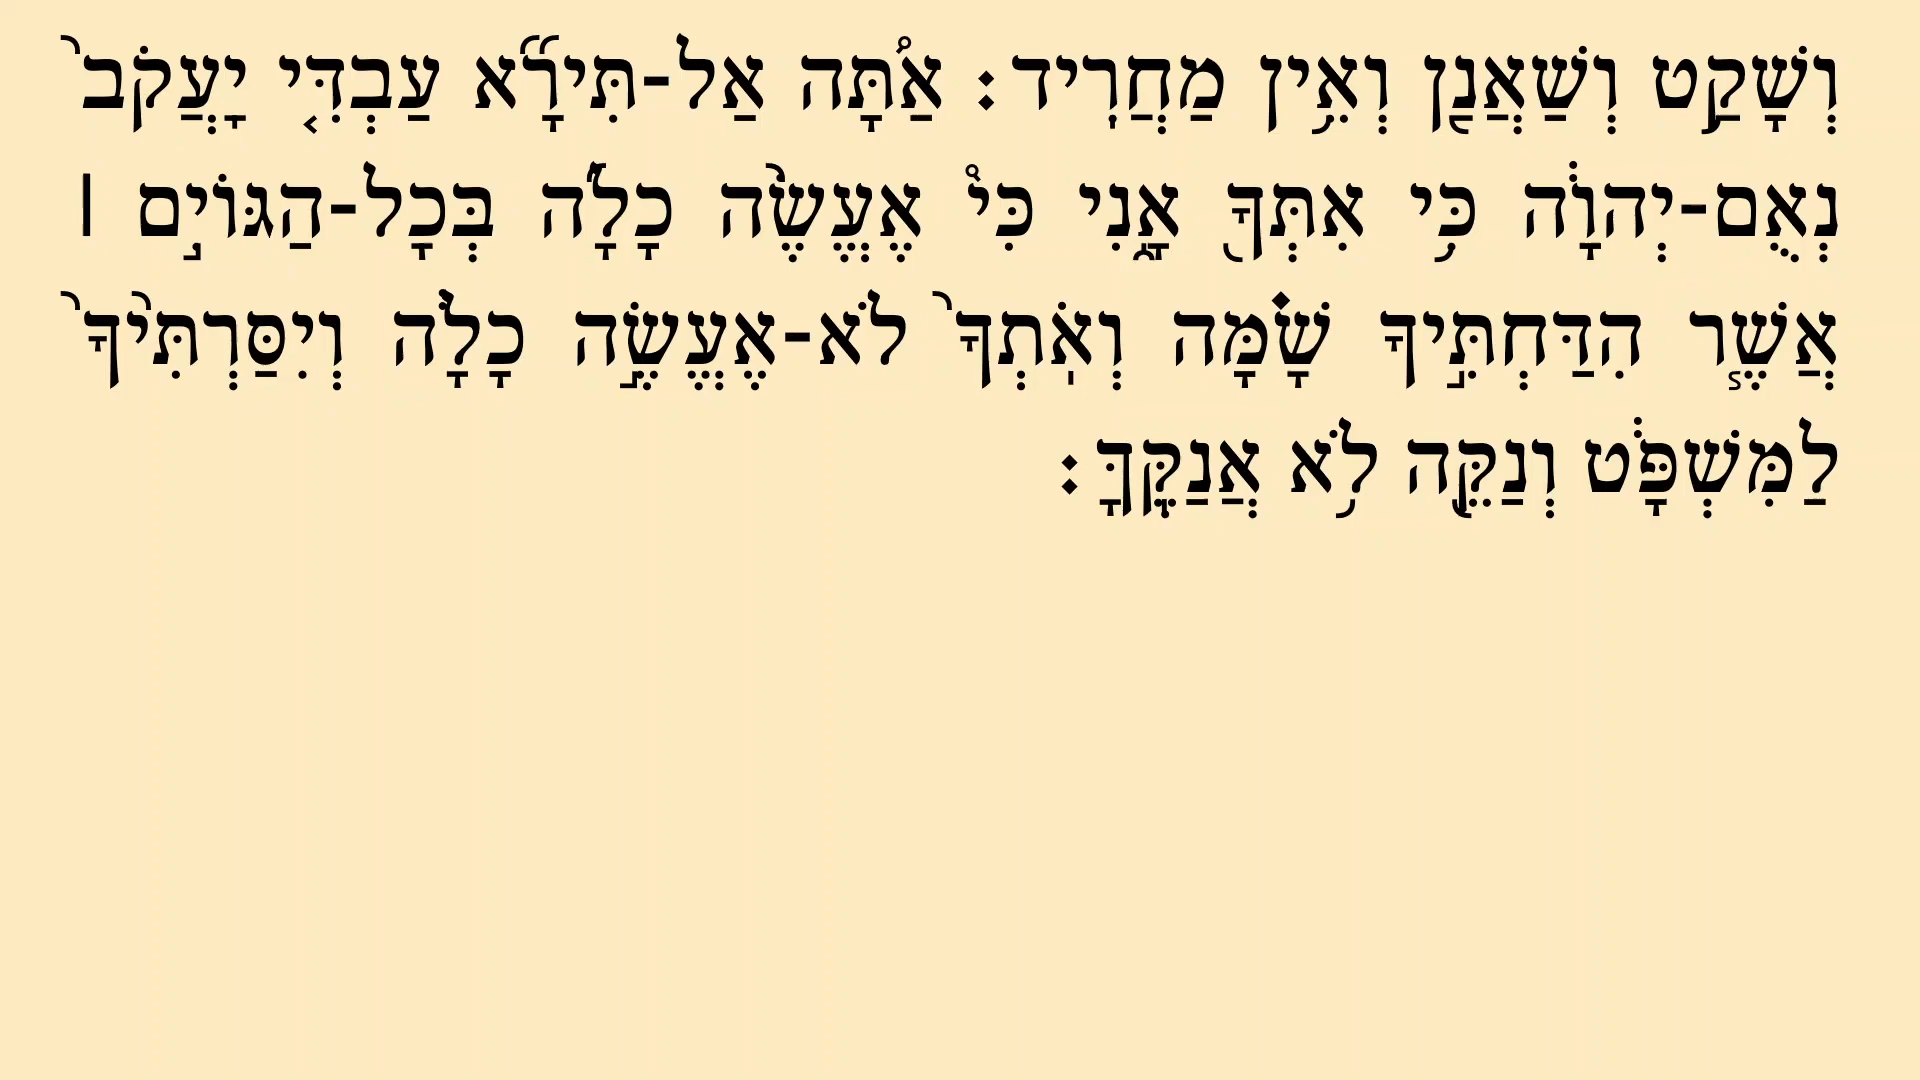 וְשָׁקַ֥ט וְשַׁאֲנַ֖ן וְאֵ֥ין מַחֲרִֽיד׃ אַ֠תָּה אַל-תִּירָ֞א עַבְדִּ֤י יַֽעֲקֹב֙
נְאֻם-יְהוָ֔ה כִּ֥י אִתְּךָ֖ אָ֑נִי כִּי֩ אֶעֱשֶׂ֨ה כָלָ֜ה בְּכָל-הַגּוֹיִ֣ם ׀
אֲשֶׁ֧ר הִדַּחְתִּ֣יךָ שָׁ֗מָּה וְאֹֽתְךָ֙ לֹא-אֶעֱשֶׂ֣ה כָלָ֔ה וְיִסַּרְתִּ֙יךָ֙
לַמִּשְׁפָּ֔ט וְנַקֵּ֖ה לֹ֥א אֲנַקֶּֽךָּ׃